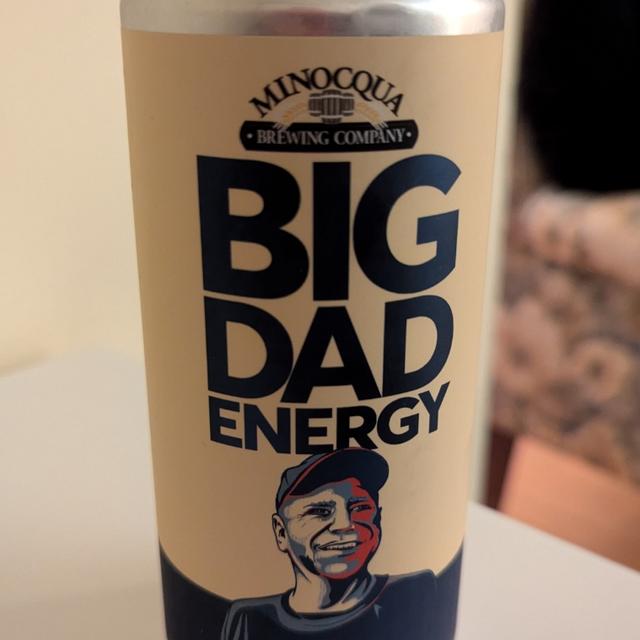 MINOCQUA
• BREWING COMPANY •
BIG
DAD
ENERGY